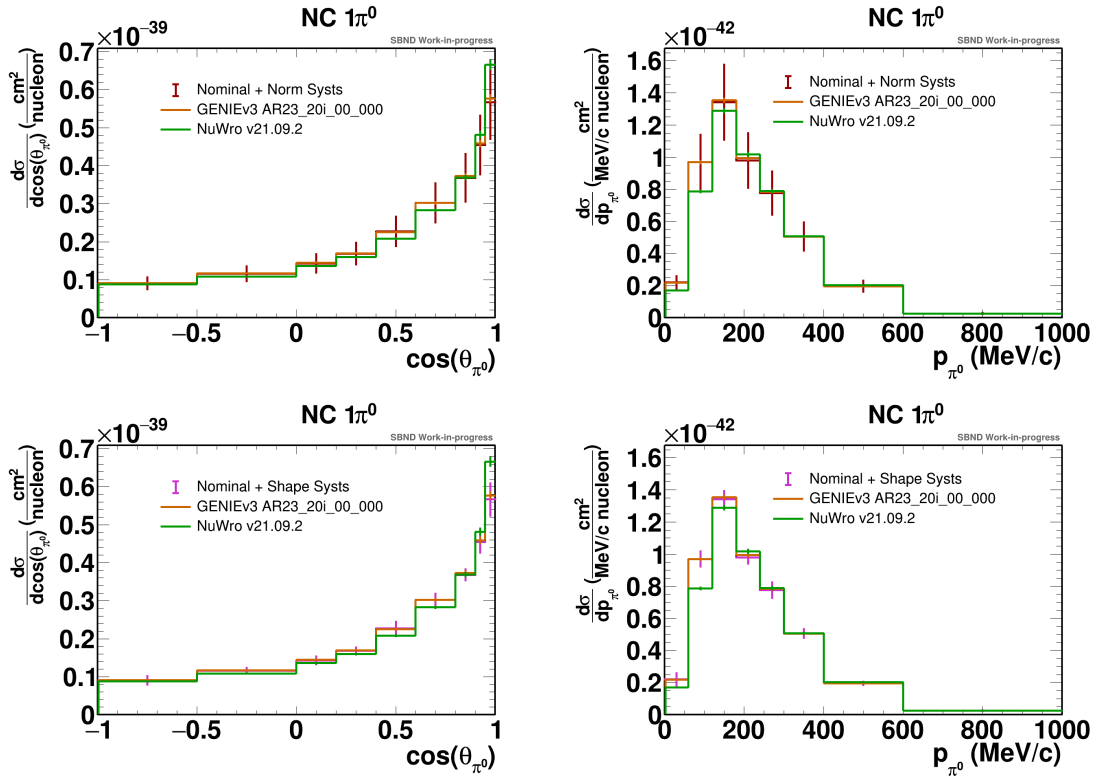 NC 1π⁰
×10⁻³⁹
SBND Work-in-progress
dσ/dcos(θ_π⁰) (cm²/nucleon)
Nominal + Norm Systs
GENIEv3 AR23_20i_00_000
NuWro v21.09.2
0.7
0.6
0.5
0.4
0.3
0.2
0.1
0
−1 −0.5 0 0.5 1
cos(θ_π⁰)
NC 1π⁰
×10⁻⁴²
SBND Work-in-progress
dσ/dp_π⁰ (cm²/MeV/c nucleon)
Nominal + Norm Systs
GENIEv3 AR23_20i_00_000
NuWro v21.09.2
1.6
1.4
1.2
1
0.8
0.6
0.4
0.2
0
0 200 400 600 800 1000
p_π⁰ (MeV/c)
NC 1π⁰
×10⁻³⁹
SBND Work-in-progress
dσ/dcos(θ_π⁰) (cm²/nucleon)
Nominal + Shape Systs
GENIEv3 AR23_20i_00_000
NuWro v21.09.2
0.7
0.6
0.5
0.4
0.3
0.2
0.1
0
−1 −0.5 0 0.5 1
cos(θ_π⁰)
NC 1π⁰
×10⁻⁴²
SBND Work-in-progress
dσ/dp_π⁰ (cm²/MeV/c nucleon)
Nominal + Shape Systs
GENIEv3 AR23_20i_00_000
NuWro v21.09.2
1.6
1.4
1.2
1
0.8
0.6
0.4
0.2
0
0 200 400 600 800 1000
p_π⁰ (MeV/c)